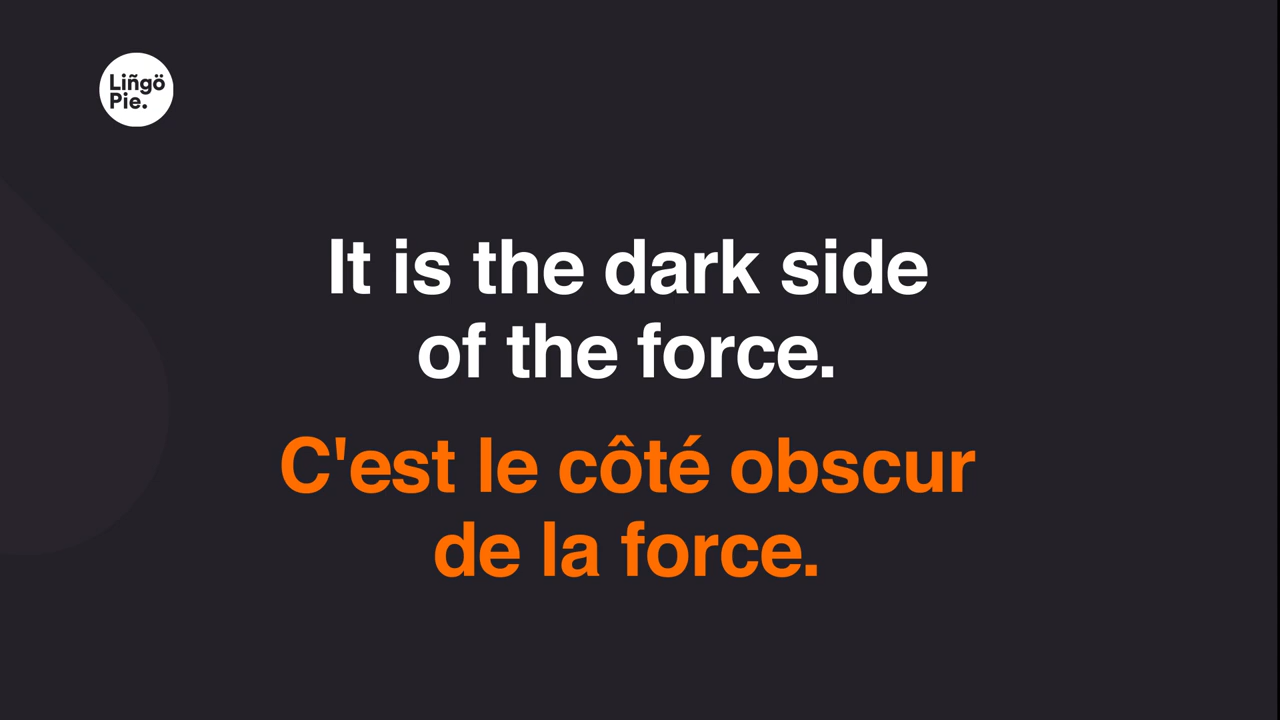 Liñgö
Pie.
It is the dark side
of the force.
C'est le côté obscur
de la force.